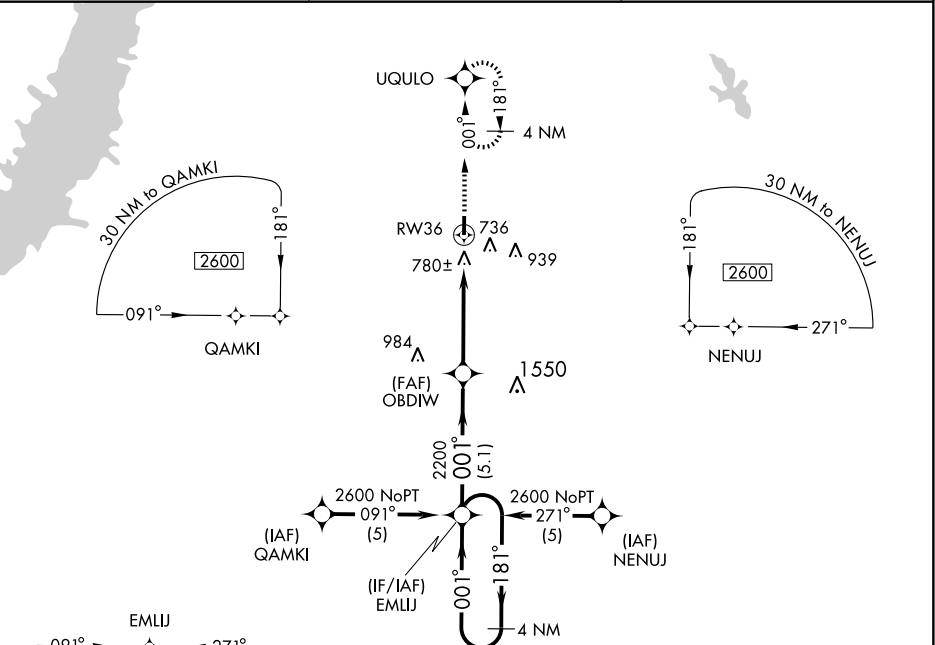 UQULO
181°
001°
4 NM
30 NM to QAMKI
181°
2600
091°
QAMKI
30 NM to NENUJ
181°
2600
271°
NENUJ
RW36
736
939
780±
984
1550
(FAF)
OBDIW
2200
001°
(5.1)
2600 NoPT
091°
(5)
2600 NoPT
271°
(5)
(IAF)
QAMKI
(IAF)
NENUJ
(IF/IAF)
EMLIJ
001°
181°
4 NM
EMLIJ
091°
271°